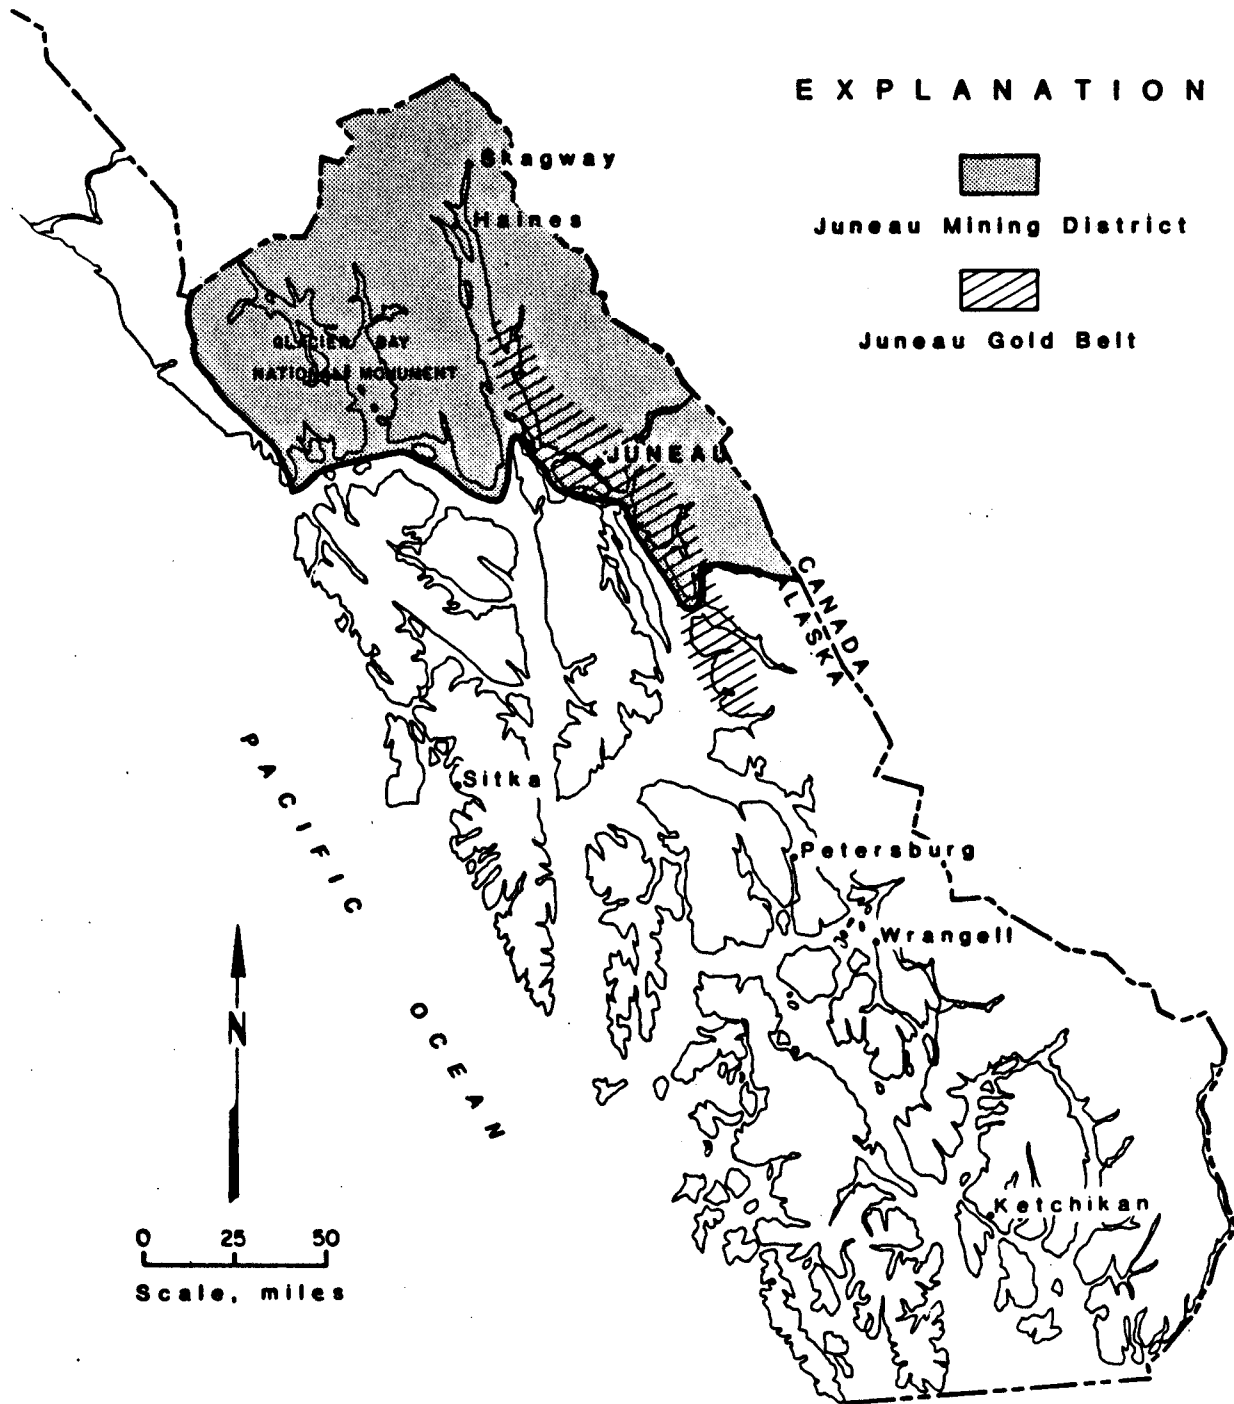 EXPLANATION
Juneau Mining District
Juneau Gold Belt
Skagway
Haines
GLACIER BAY
NATIONAL MONUMENT
JUNEAU
CANADA
ALASKA
PACIFIC
OCEAN
Sitka
Petersburg
Wrangell
Ketchikan
N
0 25 50
Scale, miles